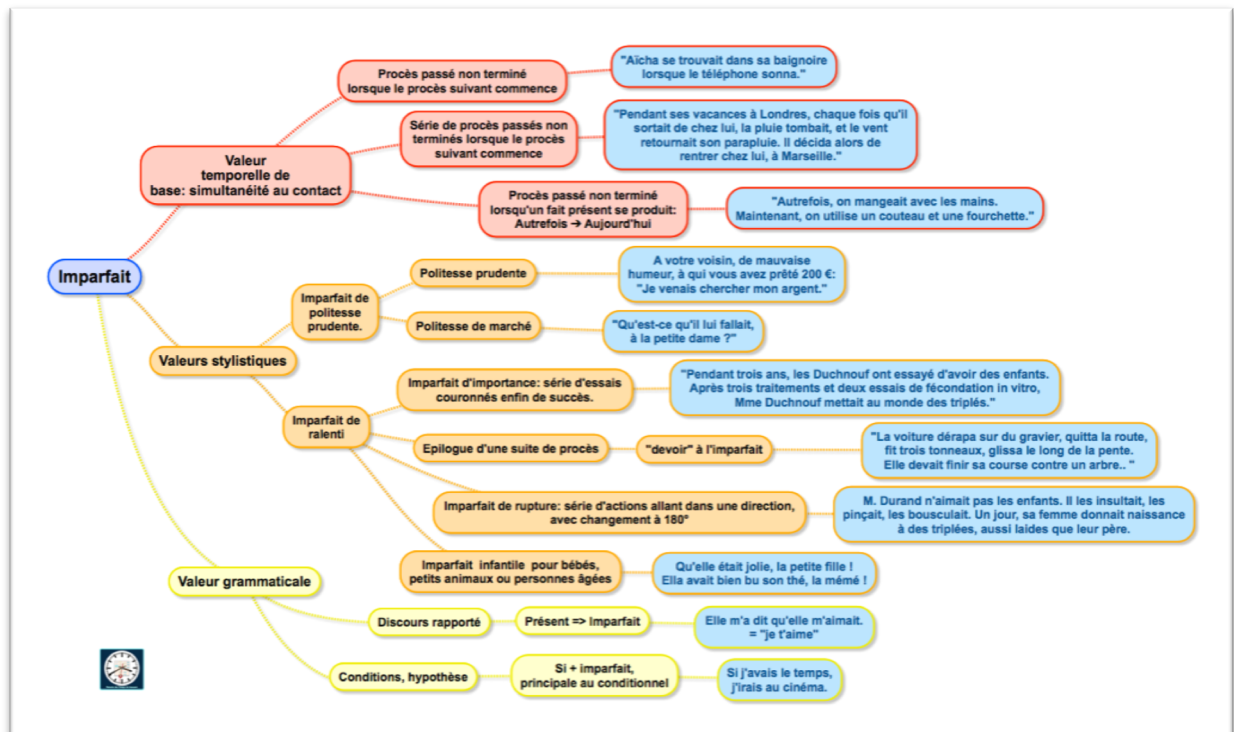 Imparfait
Valeur
temporelle de
base: simultanéité au contact
Procès passé non terminé
lorsque le procès suivant commence
"Aïcha se trouvait dans sa baignoire
lorsque le téléphone sonna."
Série de procès passés non
terminés lorsque le procès
suivant commence
"Pendant ses vacances à Londres, chaque fois qu'il
sortait de chez lui, la pluie tombait, et le vent
retournait son parapluie. Il décida alors de
rentrer chez lui, à Marseille."
Procès passé non terminé
lorsqu'un fait présent se produit:
Autrefois → Aujourd'hui
"Autrefois, on mangeait avec les mains.
Maintenant, on utilise un couteau et une fourchette."
Valeurs stylistiques
Imparfait de
politesse
prudente.
Politesse prudente
A votre voisin, de mauvaise
humeur, à qui vous avez prêté 200 €:
"Je venais chercher mon argent."
Politesse de marché
"Qu'est-ce qu'il lui fallait,
à la petite dame ?"
Imparfait de
ralenti
Imparfait d'importance: série d'essais
couronnés enfin de succès.
"Pendant trois ans, les Duchnouf ont essayé d'avoir des enfants.
Après trois traitements et deux essais de fécondation in vitro,
Mme Duchnouf mettait au monde des triplés."
Epilogue d'une suite de procès
"devoir" à l'imparfait
"La voiture dérapa sur du gravier, quitta la route,
fit trois tonneaux, glissa le long de la pente.
Elle devait finir sa course contre un arbre.. "
Imparfait de rupture: série d'actions allant dans une direction,
avec changement à 180°
M. Durand n'aimait pas les enfants. Il les insultait, les
pinçait, les bousculait. Un jour, sa femme donnait naissance
à des triplées, aussi laides que leur père.
Imparfait infantile pour bébés,
petits animaux ou personnes âgées
Qu'elle était jolie, la petite fille !
Ella avait bien bu son thé, la mémé !
Valeur grammaticale
Discours rapporté
Présent => Imparfait
Elle m'a dit qu'elle m'aimait.
= "je t'aime"
Conditions, hypothèse
Si + imparfait,
principale au conditionnel
Si j'avais le temps,
j'irais au cinéma.